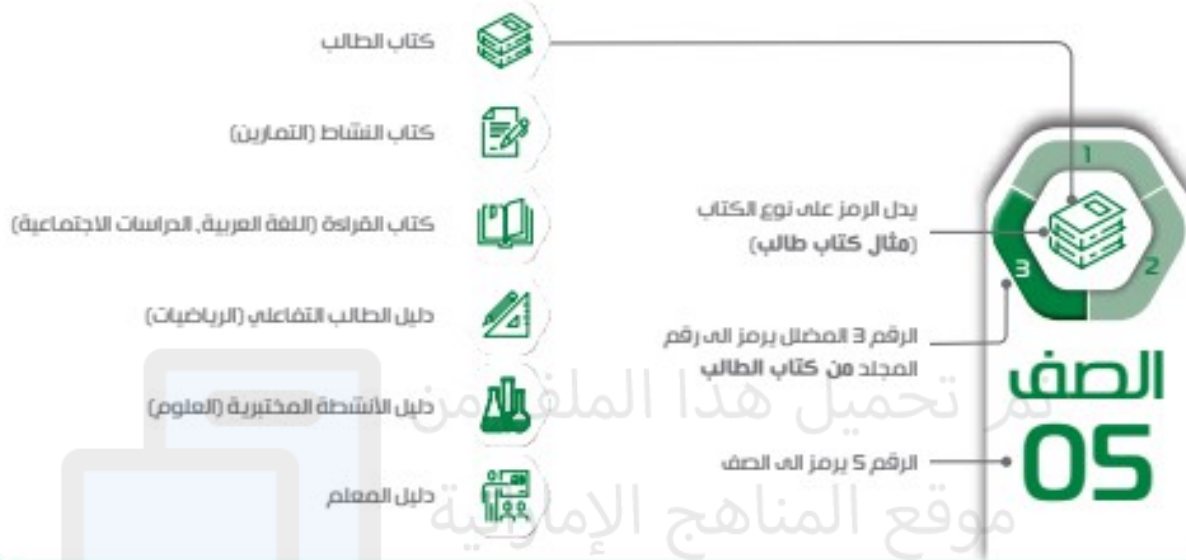 كتاب الطالب
كتاب النشاط (التمارين)
كتاب القراءة (اللغة العربية, الدراسات الاجتماعية)
دليل الطالب التفاعلي (الرياضيات)
دليل الأنشطة المختبرية (العلوم)
دليل المعلم
يدل الرمز على نوع الكتاب
(مثال كتاب طالب)
الرقم 3 المضلل يرمز الى رقم
المجلد من كتاب الطالب
الرقم 5 يرمز الى الصف
1
2
3
الصف
05
تم تحميل هذا الملف من
موقع المناهج الإماراتية